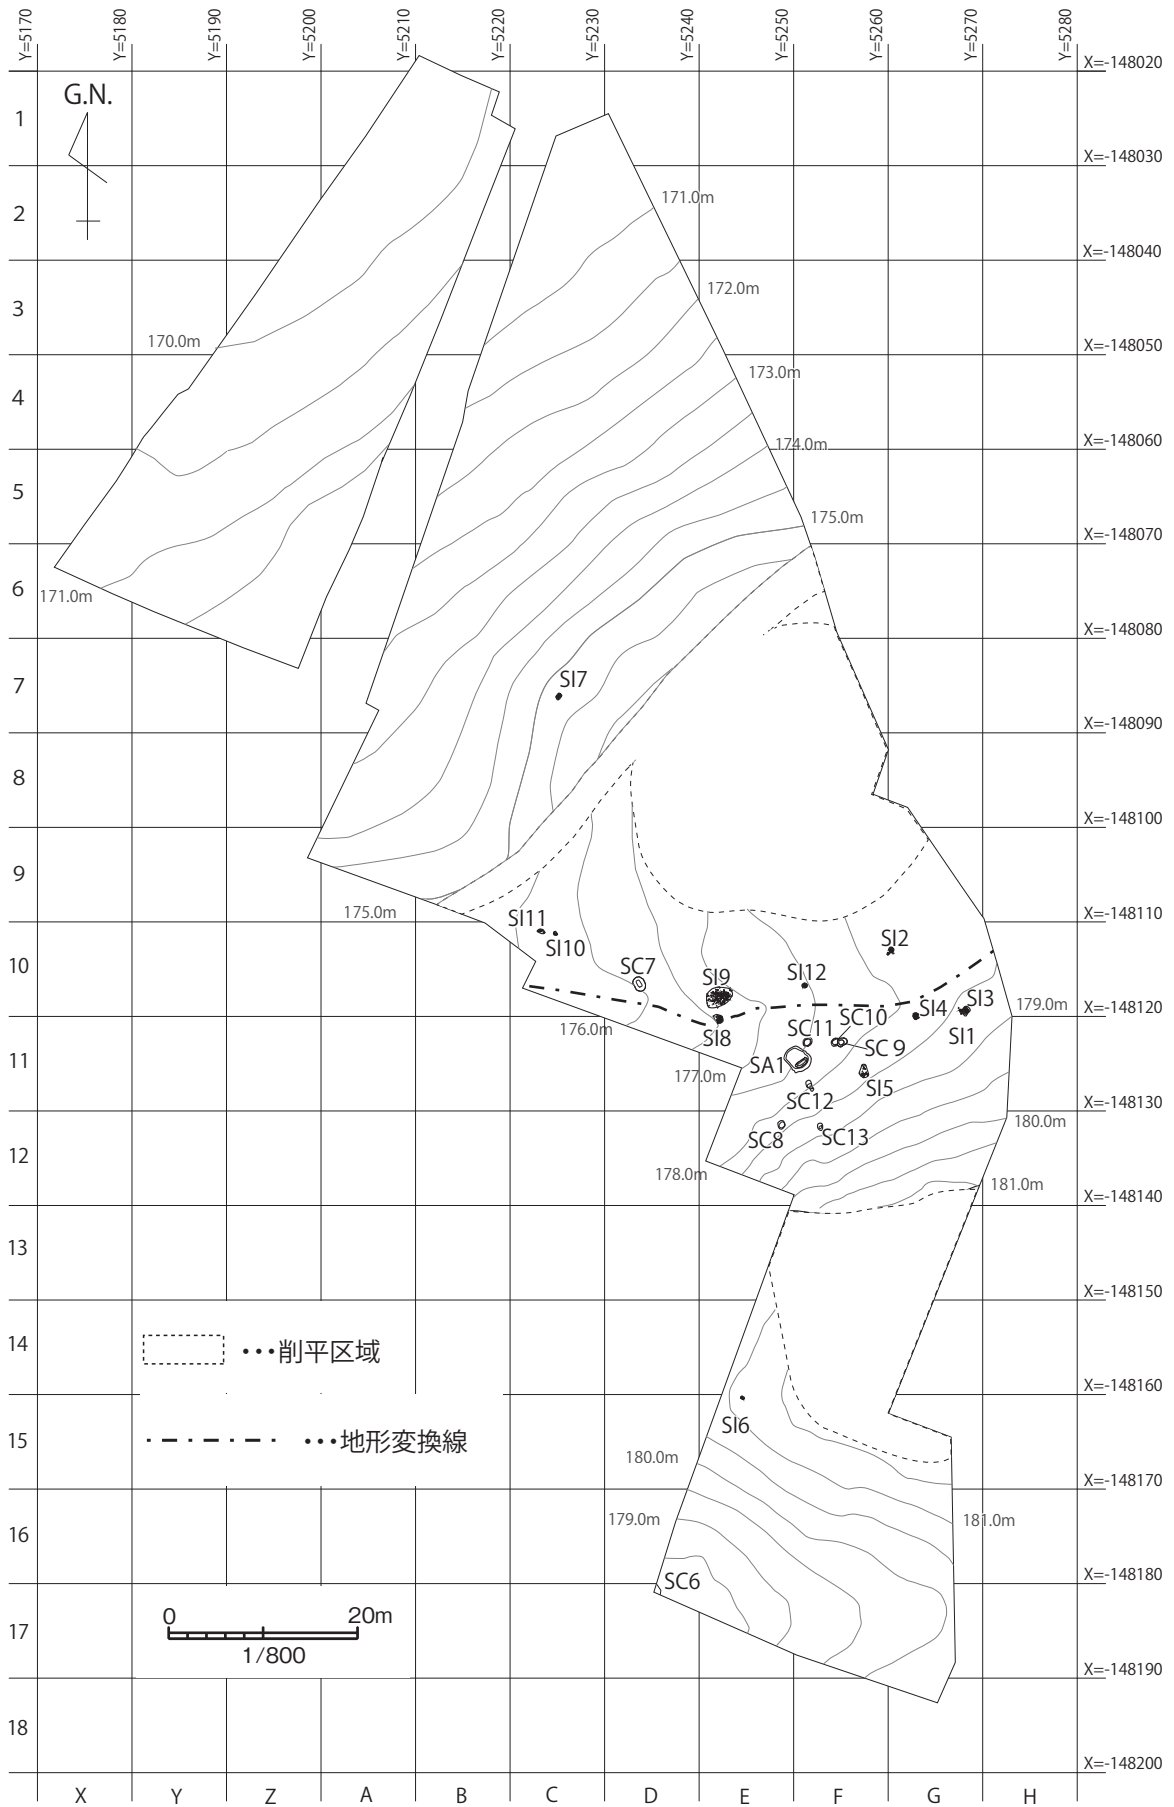 Y=5170
Y=5180
Y=5190
Y=5200
Y=5210
Y=5220
Y=5230
Y=5240
Y=5250
Y=5260
Y=5270
Y=5280
X=-148020
G.N.
1
X=-148030
171.0m
2
X=-148040
172.0m
3
170.0m
X=-148050
173.0m
4
X=-148060
174.0m
5
175.0m
X=-148070
6
171.0m
X=-148080
SI7
7
X=-148090
8
X=-148100
9
175.0m
X=-148110
SI11
SI10
SI2
10
SC7
SI9
SI12
SI3
179.0m
SI4
X=-148120
176.0m
SI8
SC11
SC10
SI1
SC9
11
SA1
177.0m
SI5
SC12
X=-148130
180.0m
SC8
SC13
12
178.0m
181.0m
X=-148140
13
X=-148150
14
•••削平区域
X=-148160
SI6
15
•••地形変換線
180.0m
X=-148170
179.0m
181.0m
16
SC6
X=-148180
0
20m
17
1/800
X=-148190
18
X=-148200
X
Y
Z
A
B
C
D
E
F
G
H